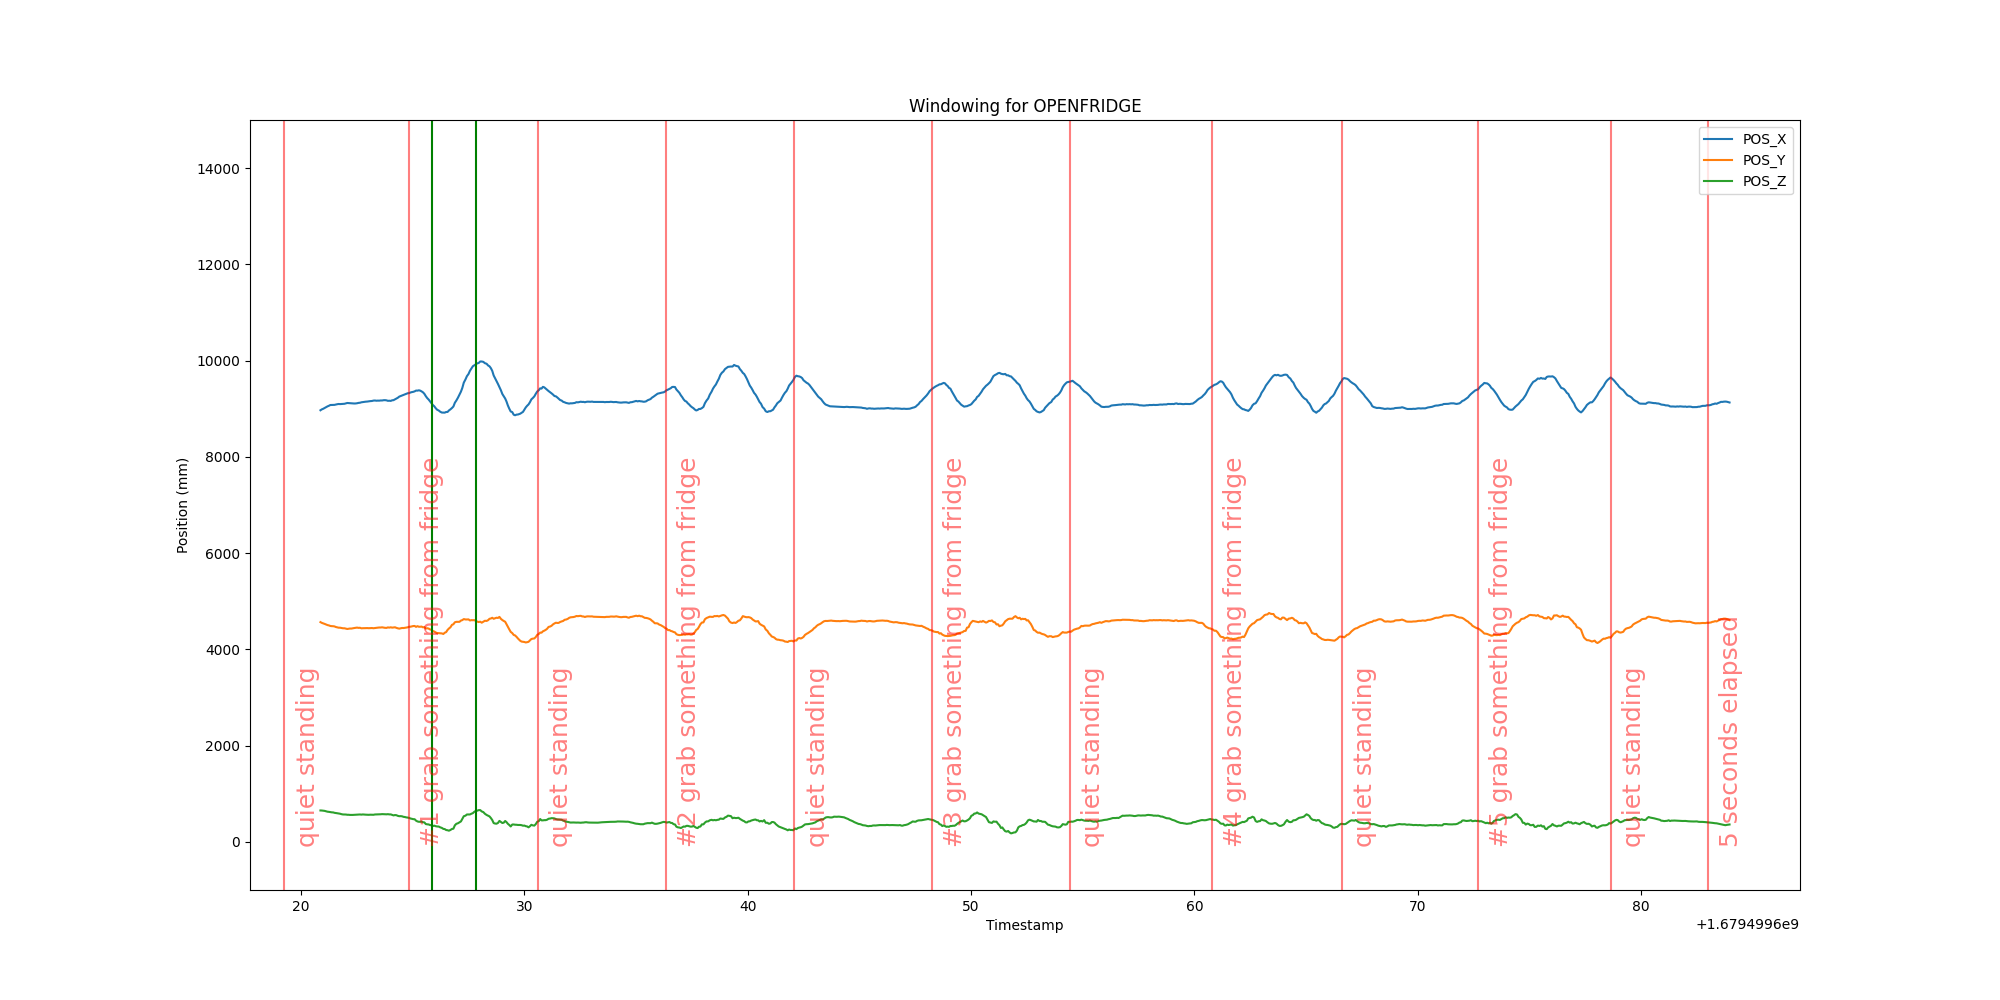 Windowing for OPENFRIDGE
POS_X
POS_Y
POS_Z
14000
12000
10000
8000
6000
4000
2000
0
Position (mm)
quiet standing
#1 grab something from fridge
quiet standing
#2 grab something from fridge
quiet standing
#3 grab something from fridge
quiet standing
#4 grab something from fridge
quiet standing
#5 grab something from fridge
quiet standing
5 seconds elapsed
20 30 40 50 60 70 80
Timestamp
+1.6794996e9